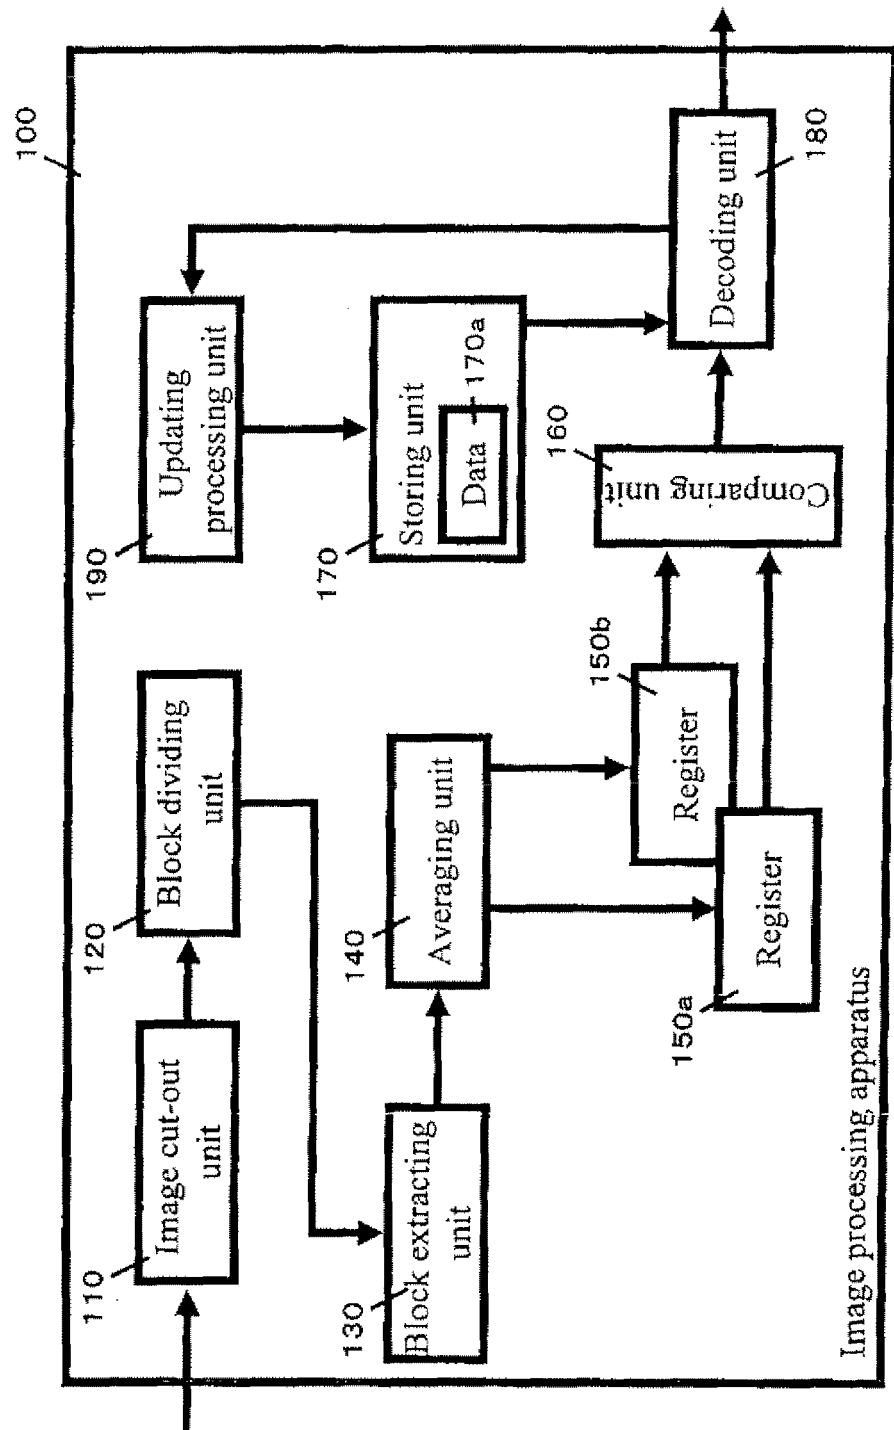 100
110
Image cut-out
unit
120
Block dividing
unit
190
Updating
processing unit
130
Block extracting
unit
140
Averaging unit
170
Storing unit
Data
170a
150a
Register
150b
Register
160
Comparing
unit
Decoding unit
180
Image processing apparatus